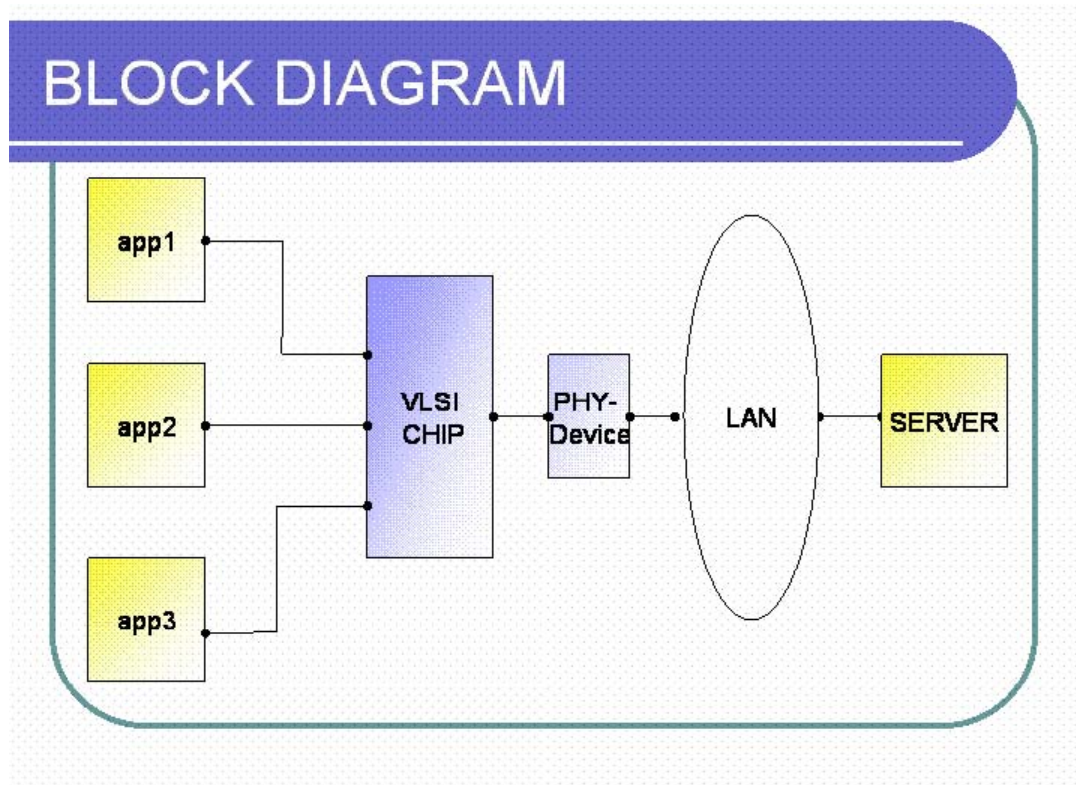 BLOCK DIAGRAM
app1
app2
app3
VLSI
CHIP
PHY-
Device
LAN
SERVER